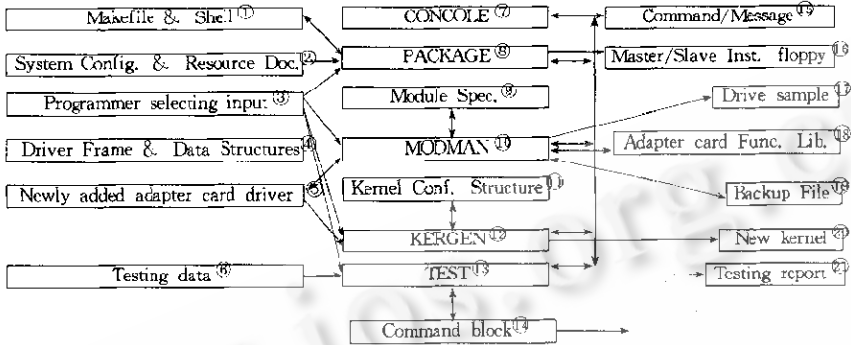 Makefile & Shell ①
CONCOLE ⑦
Command/Message ⑮
System Config. & Resource Doc. ②
PACKAGE ⑧
Master/Slave Inst. floppy ⑯
Programmer selecting input ③
Module Spec. ⑨
Drive sample ⑰
Driver Frame & Data Structures ④
MODMAN ⑩
Adapter card Func. Lib. ⑱
Newly added adapter card driver ⑤
Kernel Conf. Structure ⑪
Backup File ⑲
KERGEN ⑫
New kernel ⑳
Testing data ⑥
TEST ⑬
Testing report ㉑
Command block ⑭